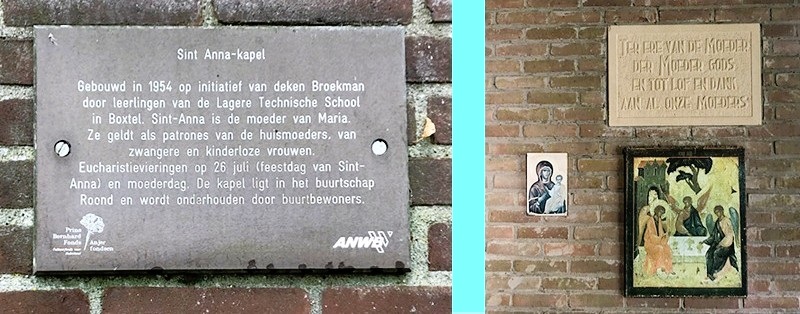 Sint Anna-kapel
Gebouwd in 1954 op initiatief van deken Broekman
door leerlingen van de Lagere Technische School
in Boxtel. Sint-Anna is de moeder van Maria.
Ze geldt als patrones van de huismoeders, van
zwangere en kinderloze vrouwen.
Eucharistievieringen op 26 juli (feestdag van Sint-
Anna) en moederdag. De kapel ligt in het buurtschap
Roond en wordt onderhouden door buurtbewoners.
Prins
Bernhard
Fonds
Anjer
fondsen
ANWB
TER ERE VAN DE MOEDER
DER MOEDER GODS
EN TOT LOF EN DANK
AAN AL ONZE MOEDERS